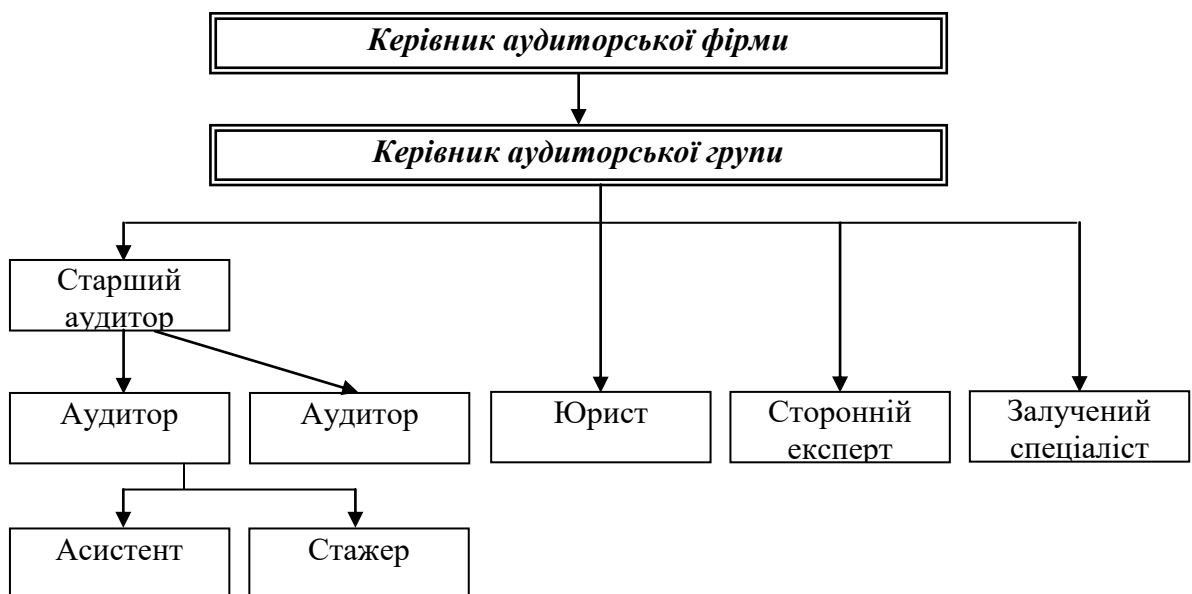 Керівник аудиторської фірми
Керівник аудиторської групи
Старший
аудитор
Аудитор
Аудитор
Юрист
Сторонній
експерт
Залучений
спеціаліст
Асистент
Стажер